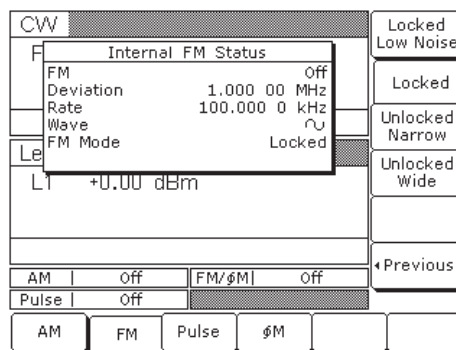 CW
F
Internal FM Status
FM Off
Deviation 1.000 00 MHz
Rate 100.000 0 kHz
Wave
FM Mode Locked
Le
L1 +0.00 dBm
AM Off FM/ϕM Off
Pulse Off
AM FM Pulse ϕM
Locked
Low Noise
Locked
Unlocked
Narrow
Unlocked
Wide
Previous